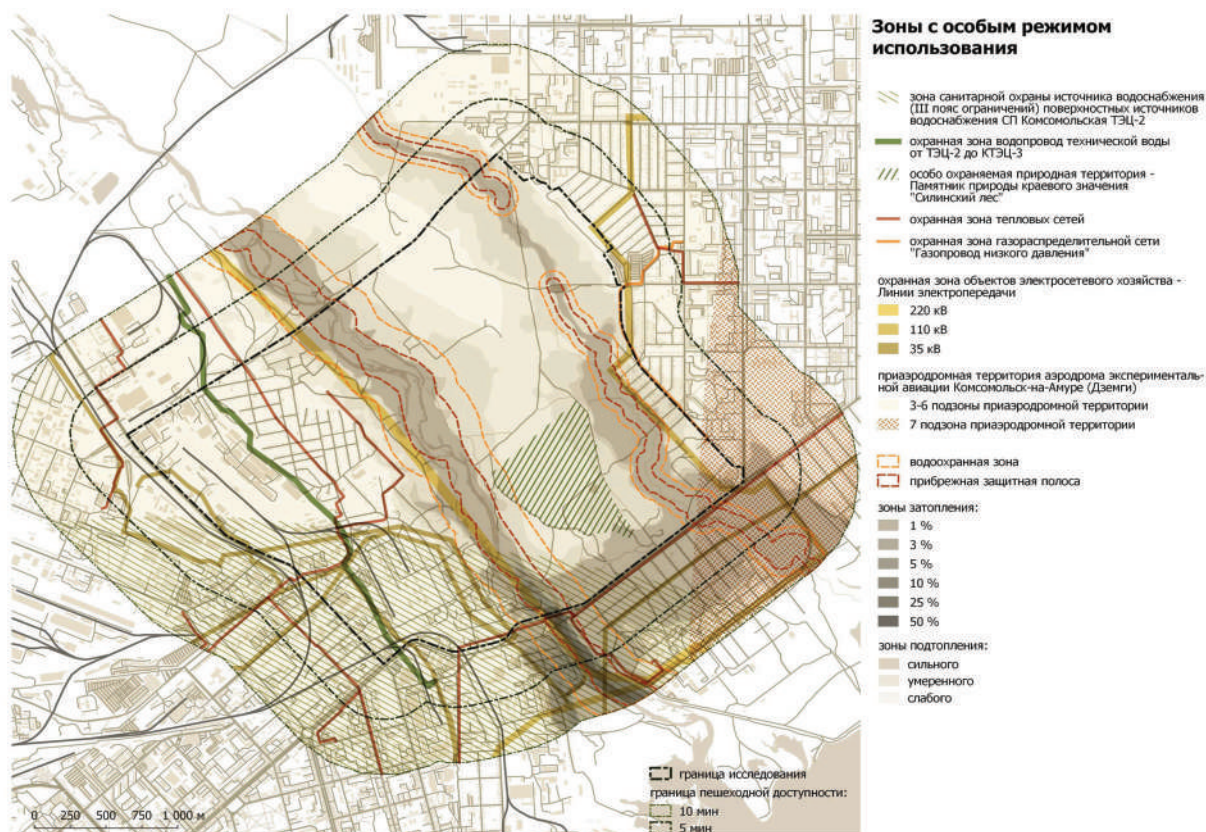 Зоны с особым режимом
использования
зона санитарной охраны источника водоснабжения
(III пояс ограничений) поверхностных источников
водоснабжения СП Комсомольская ТЭЦ-2
охранная зона водопровод технической воды
от ТЭЦ-2 до КТЭЦ-3
особо охраняемая природная территория -
Памятник природы краевого значения
"Силинский лес"
охранная зона тепловых сетей
охранная зона газораспределительной сети
"Газопровод низкого давления"
охранная зона объектов электросетевого хозяйства -
Линии электропередачи
220 кВ
110 кВ
35 кВ
приаэродромная территория аэродрома эксперименталь-
ной авиации Комсомольск-на-Амуре (Дземги)
3-6 подзоны приаэродромной территории
7 подзона приаэродромной территории
водоохранная зона
прибрежная защитная полоса
зоны затопления:
1 %
3 %
5 %
10 %
25 %
50 %
зоны подтопления:
сильного
умеренного
слабого
граница исследования
граница пешеходной доступности:
10 мин
5 мин
0 250 500 750 1 000 м